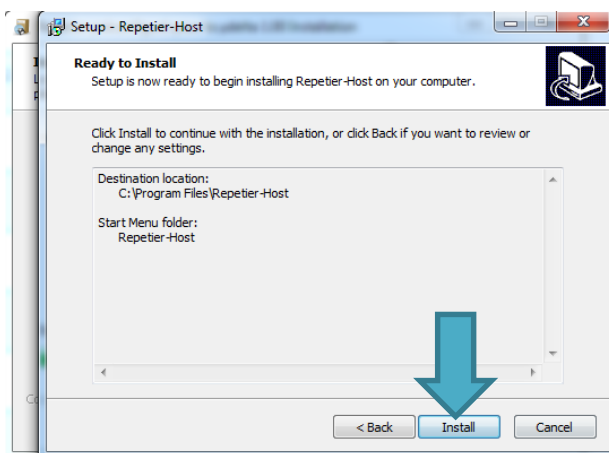 Setup - Repetier-Host
Ready to Install
Setup is now ready to begin installing Repetier-Host on your computer.
Click Install to continue with the installation, or click Back if you want to review or
change any settings.
Destination location:
C:\Program Files\Repetier-Host
Start Menu folder:
Repetier-Host
< Back
Install
Cancel